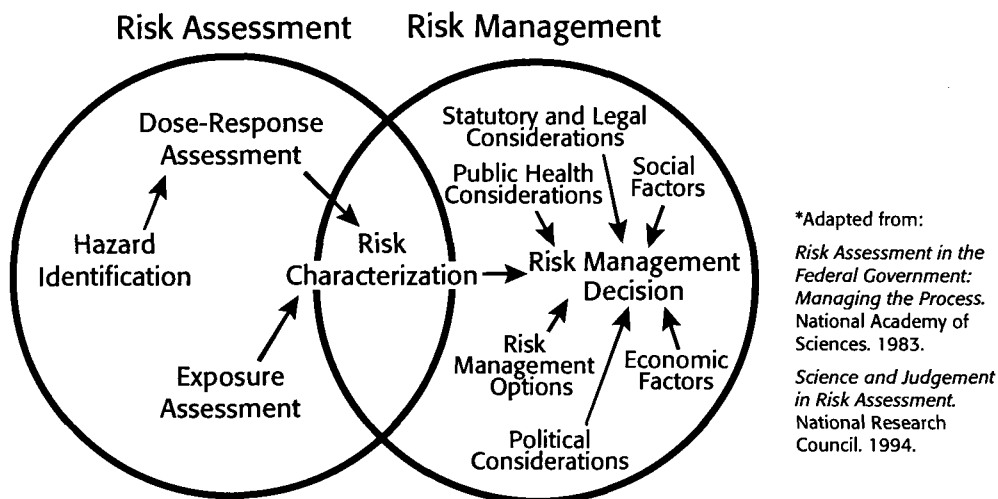 Risk Assessment
Risk Management
Dose-Response
Assessment
Hazard
Identification
Exposure
Assessment
Risk
Characterization
Statutory and Legal
Considerations
Public Health
Considerations
Social
Factors
Risk Management
Decision
Risk
Management
Options
Economic
Factors
Political
Considerations
*Adapted from:
Risk Assessment in the
Federal Government:
Managing the Process.
National Academy of
Sciences. 1983.
Science and Judgement
in Risk Assessment.
National Research
Council. 1994.